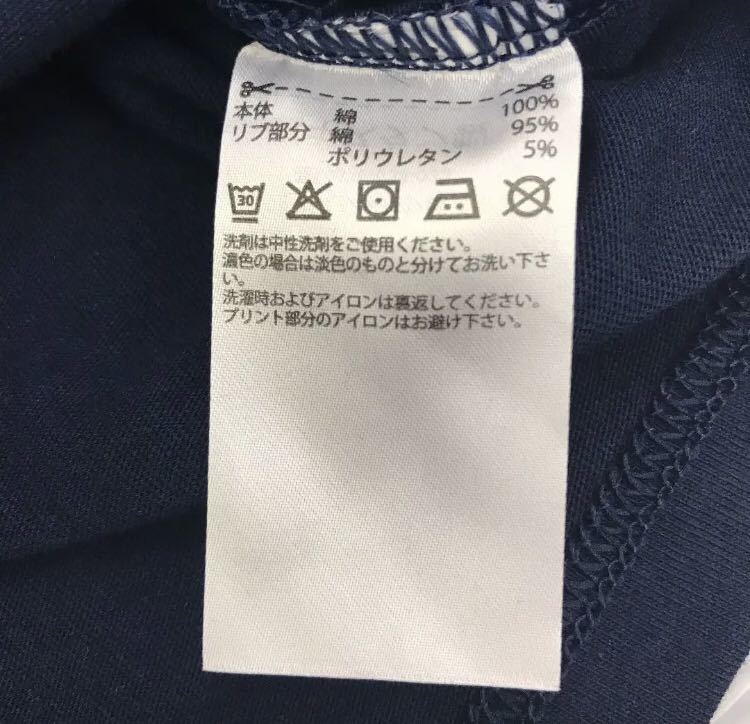 本体 綿 100%
リブ部分 綿 95%
ポリウレタン 5%
30
洗剤は中性洗剤をご使用ください。
濃色の場合は淡色のものと分けてお洗い下さ
い。
洗濯時およびアイロンは裏返してください。
プリント部分のアイロンはお避け下さい。